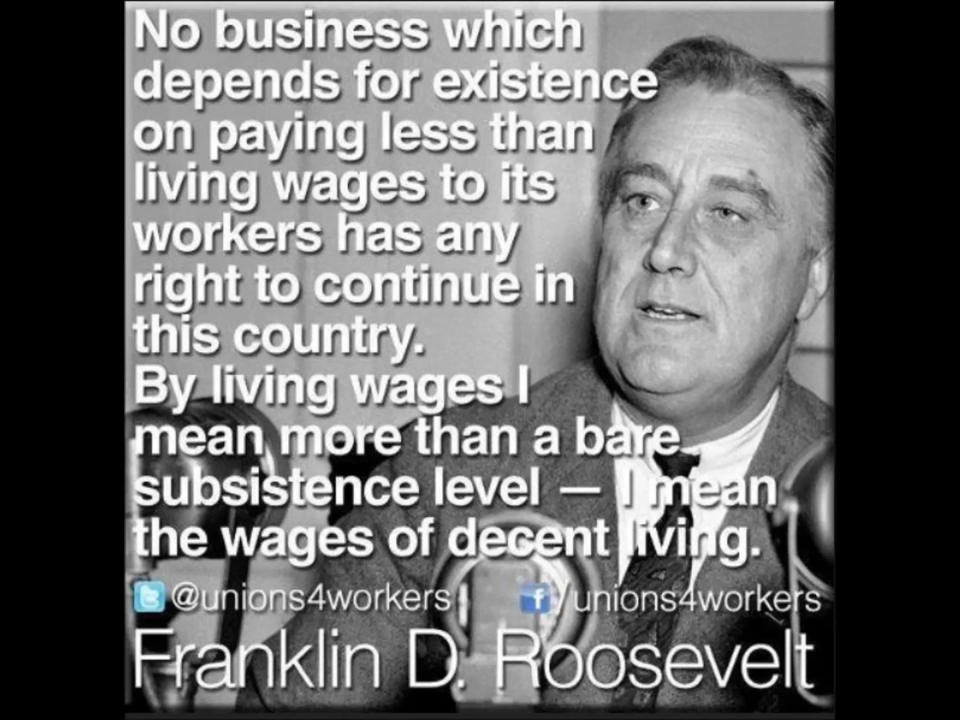 No business which
depends for existence
on paying less than
living wages to its
workers has any
right to continue in
this country.
By living wages I
mean more than a bare
subsistence level — I mean
the wages of decent living.
@unions4workers f/unions4workers
Franklin D. Roosevelt